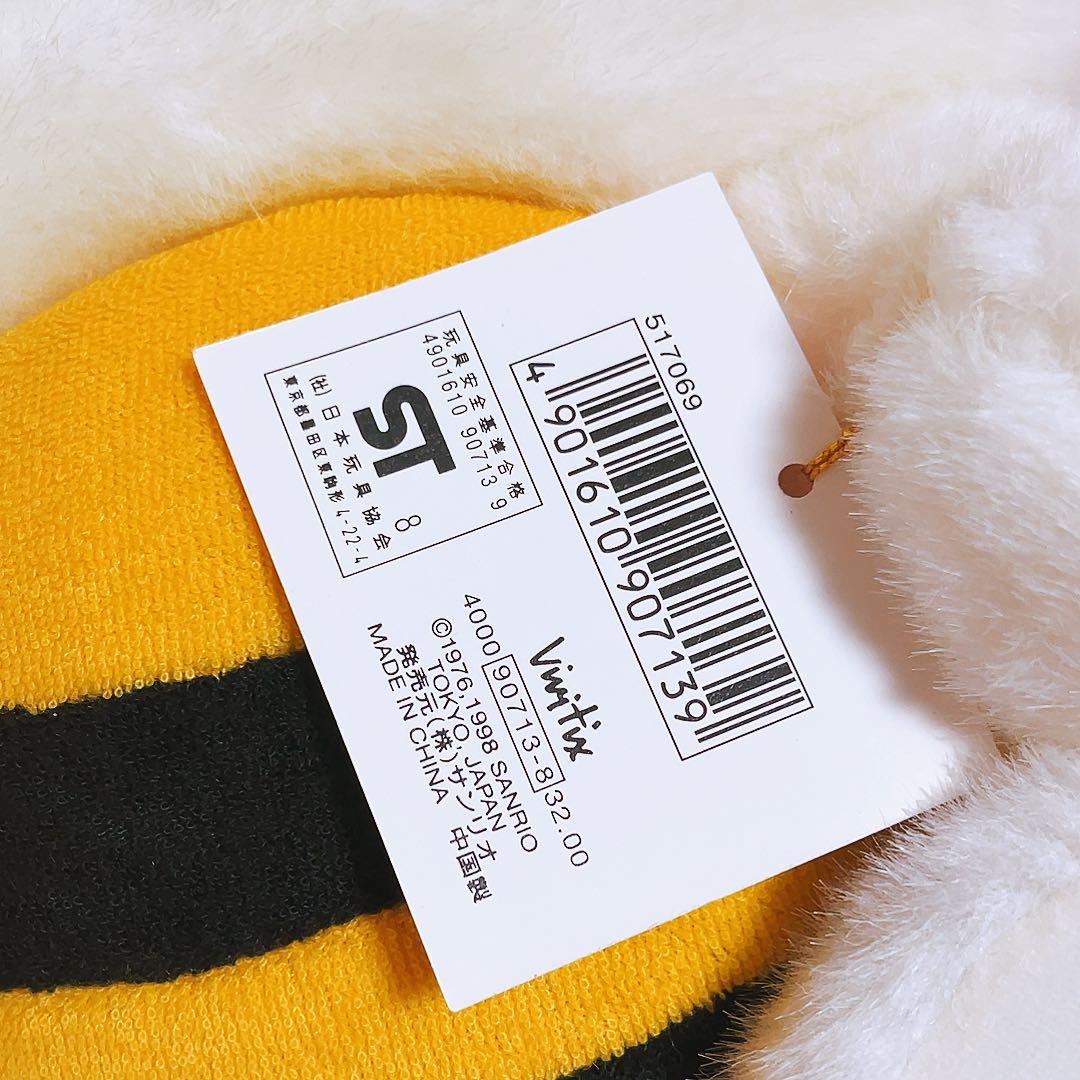 517069
4 901610 907139
玩具安全基準合格
4901610 90713 9
ST
8
(社)日本玩具協会
東京都墨田区東駒形4-22-4
Vivitix
4000 90713-8 32.00
©1976,1998 SANRIO
TOKYO, JAPAN
発売元(株)サンリオ
MADE IN CHINA 中国製